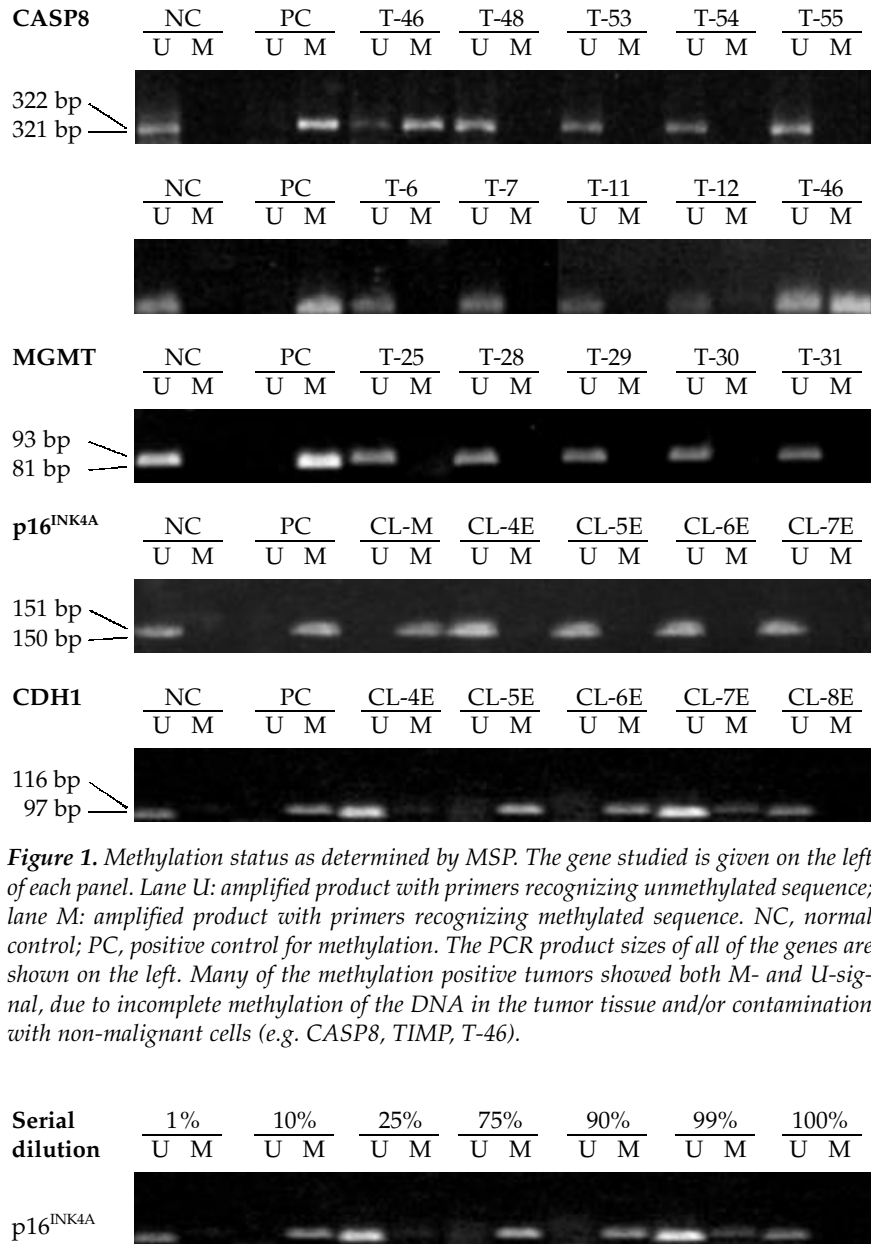 CASP8 NC PC T-46 T-48 T-53 T-54 T-55
U M U M U M U M U M U M U M
322 bp
321 bp
NC PC T-6 T-7 T-11 T-12 T-46
U M U M U M U M U M U M U M
MGMT NC PC T-25 T-28 T-29 T-30 T-31
U M U M U M U M U M U M U M
93 bp
81 bp
p16INK4A NC PC CL-M CL-4E CL-5E CL-6E CL-7E
U M U M U M U M U M U M U M
151 bp
150 bp
CDH1 NC PC CL-4E CL-5E CL-6E CL-7E CL-8E
U M U M U M U M U M U M U M
116 bp
97 bp
Figure 1. Methylation status as determined by MSP. The gene studied is given on the left
of each panel. Lane U: amplified product with primers recognizing unmethylated sequence;
lane M: amplified product with primers recognizing methylated sequence. NC, normal
control; PC, positive control for methylation. The PCR product sizes of all of the genes are
shown on the left. Many of the methylation positive tumors showed both M- and U-sig-
nal, due to incomplete methylation of the DNA in the tumor tissue and/or contamination
with non-malignant cells (e.g. CASP8, TIMP, T-46).
Serial 1% 10% 25% 75% 90% 99% 100%
dilution U M U M U M U M U M U M U M
p16INK4A